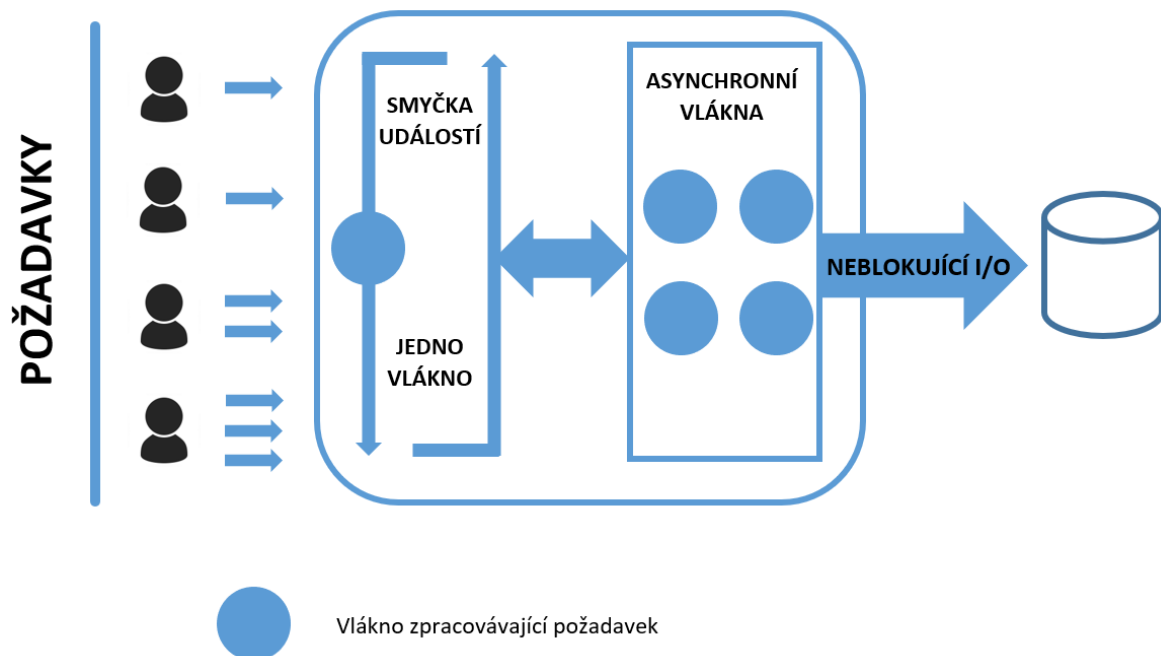 POŽADAVKY
SMYČKA
UDÁLOSTÍ
JEDNO
VLÁKNO
ASYNCHRONNÍ
VLÁKNA
NEBLOKUJÍCÍ I/O
Vlákno zpracovávající požadavek